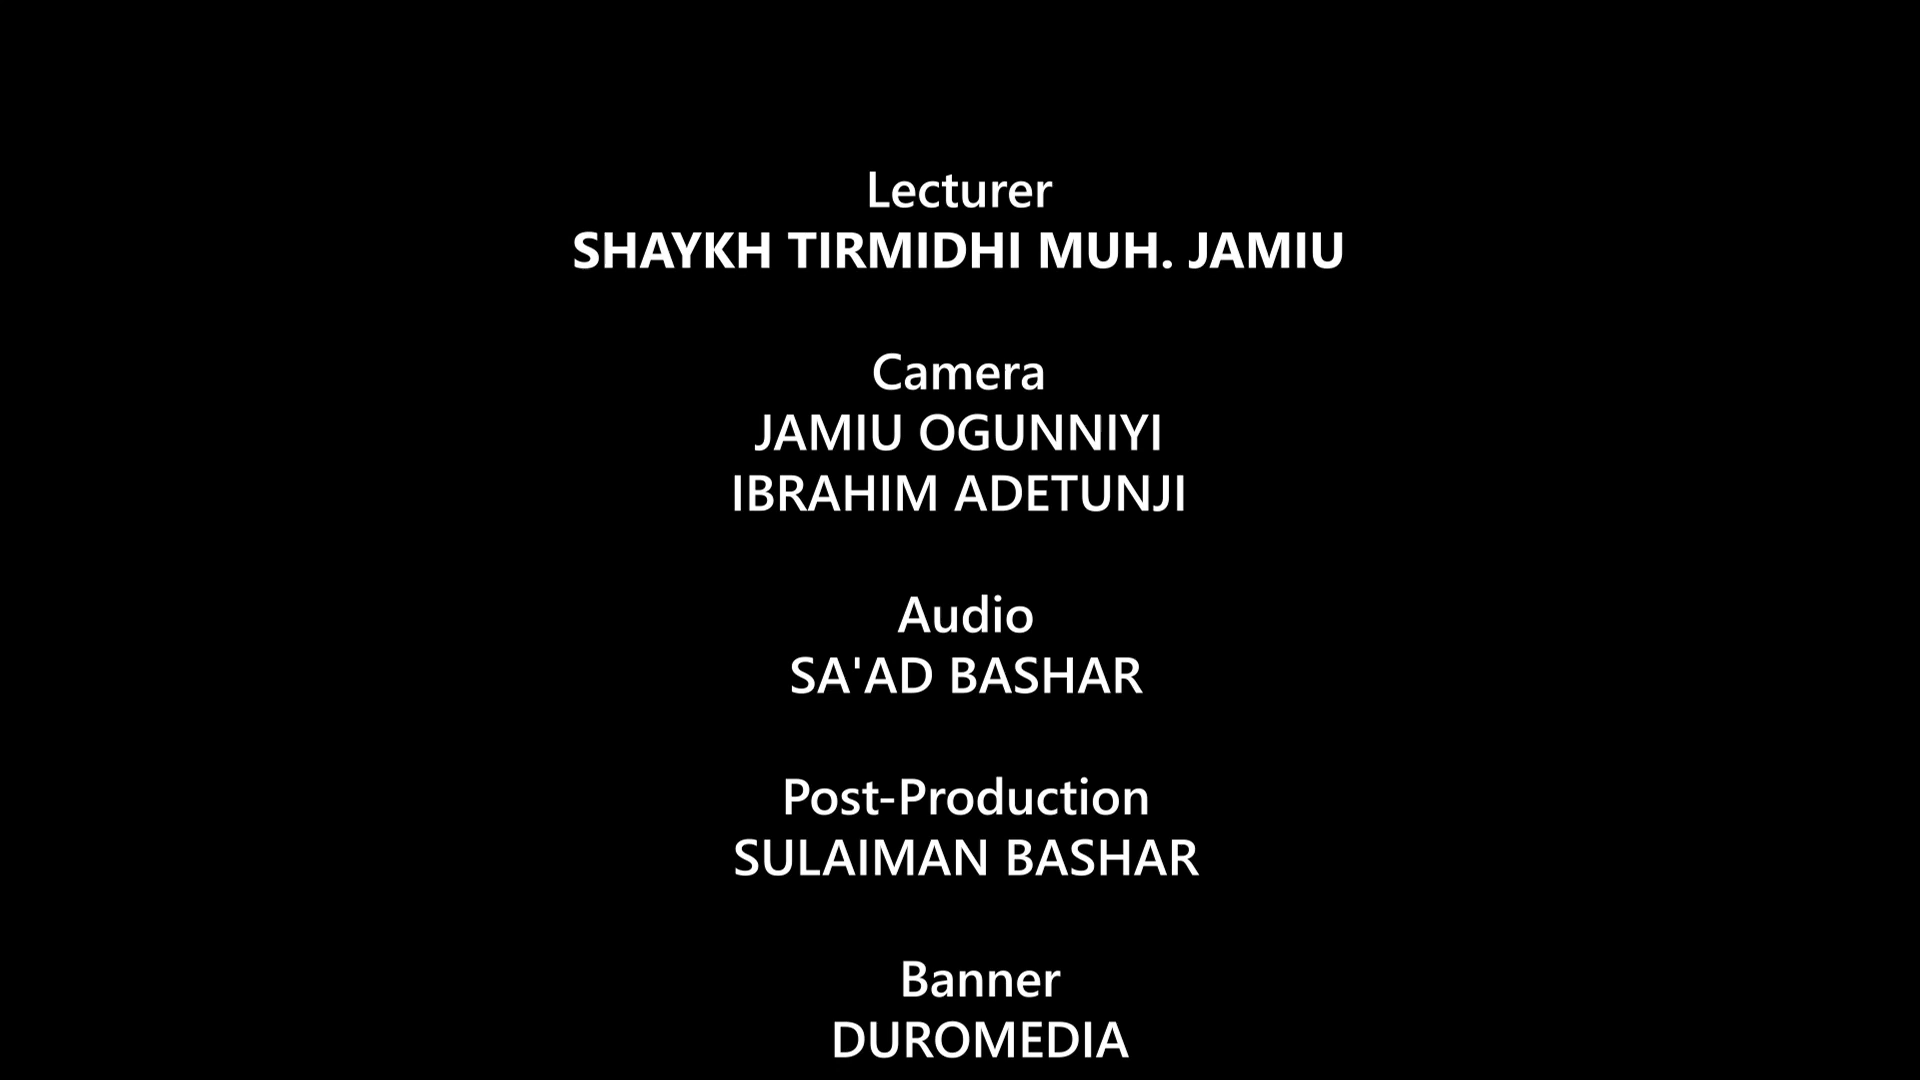 Lecturer
SHAYKH TIRMIDHI MUH. JAMIU
Camera
JAMIU OGUNNIYI
IBRAHIM ADETUNJI
Audio
SA'AD BASHAR
Post-Production
SULAIMAN BASHAR
Banner
DUROMEDIA